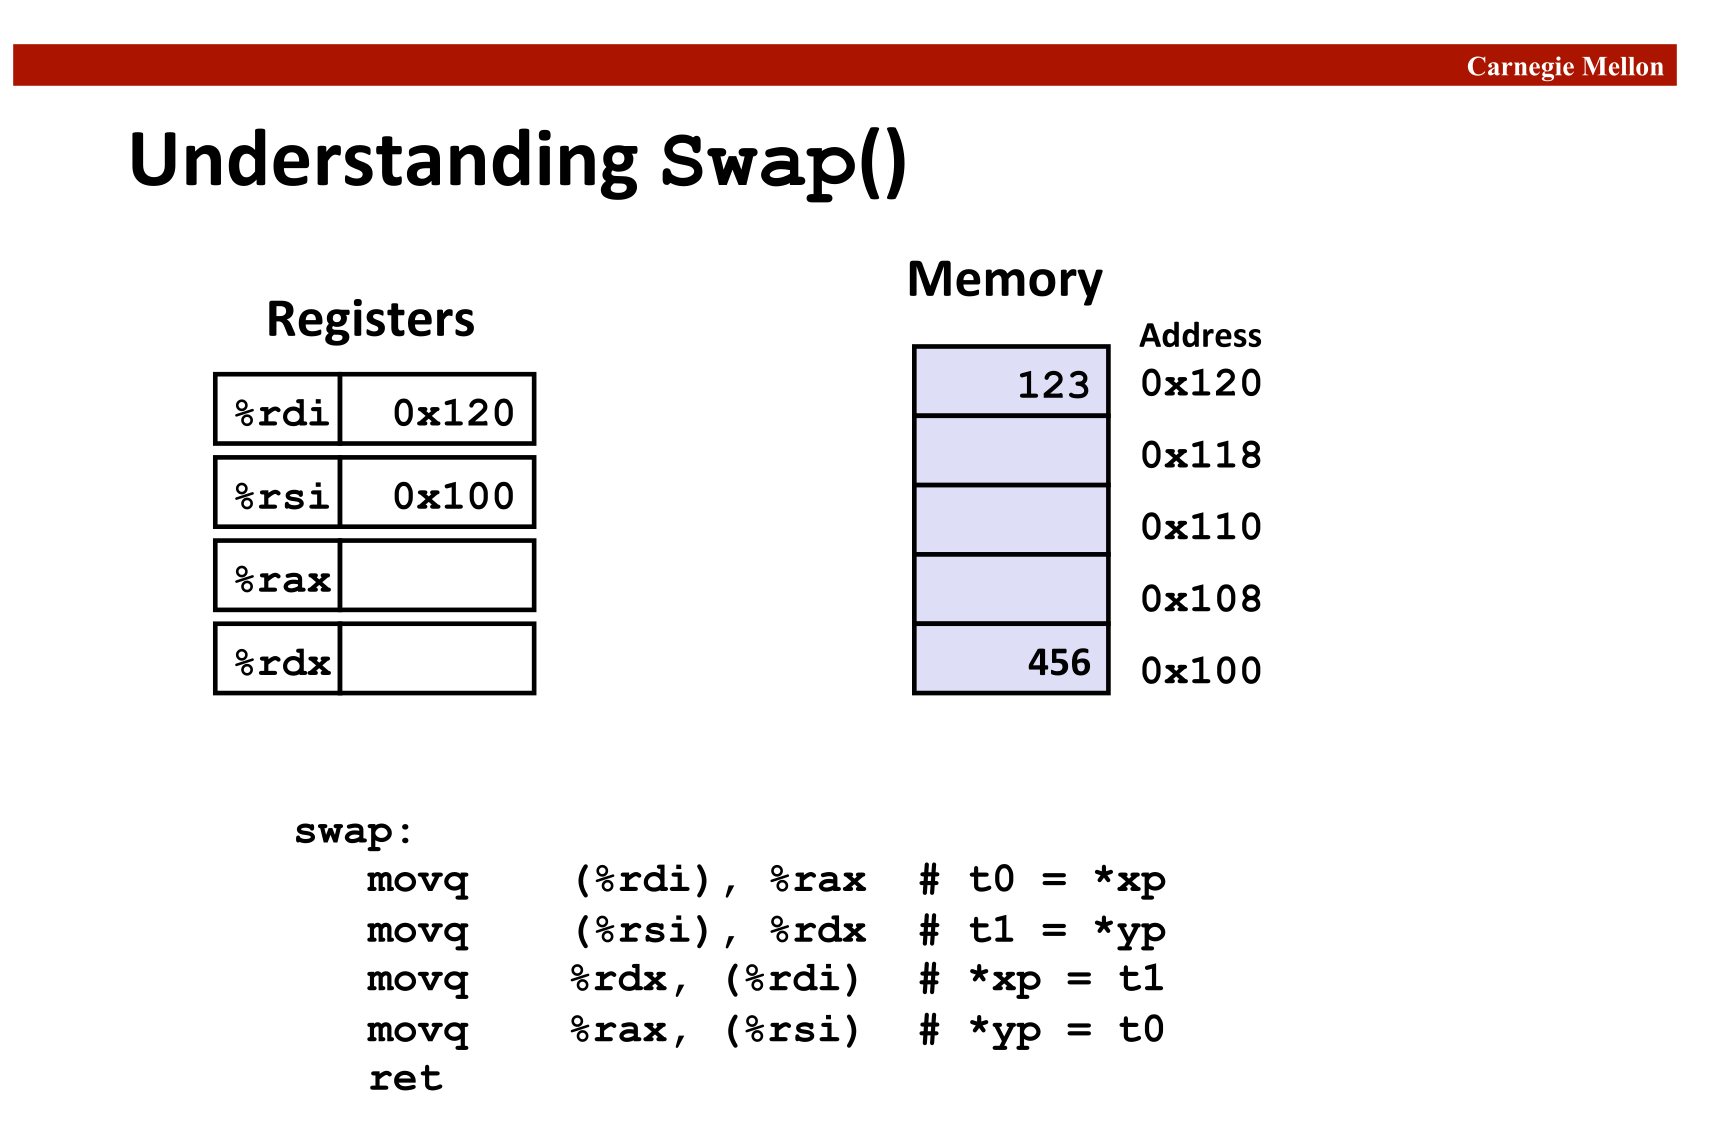 Carnegie Mellon
Understanding Swap()
Registers
%rdi 0x120
%rsi 0x100
%rax
%rdx
Memory
Address
123 0x120
0x118
0x110
0x108
456 0x100
swap:
movq (%rdi), %rax # t0 = *xp
movq (%rsi), %rdx # t1 = *yp
movq %rdx, (%rdi) # *xp = t1
movq %rax, (%rsi) # *yp = t0
ret